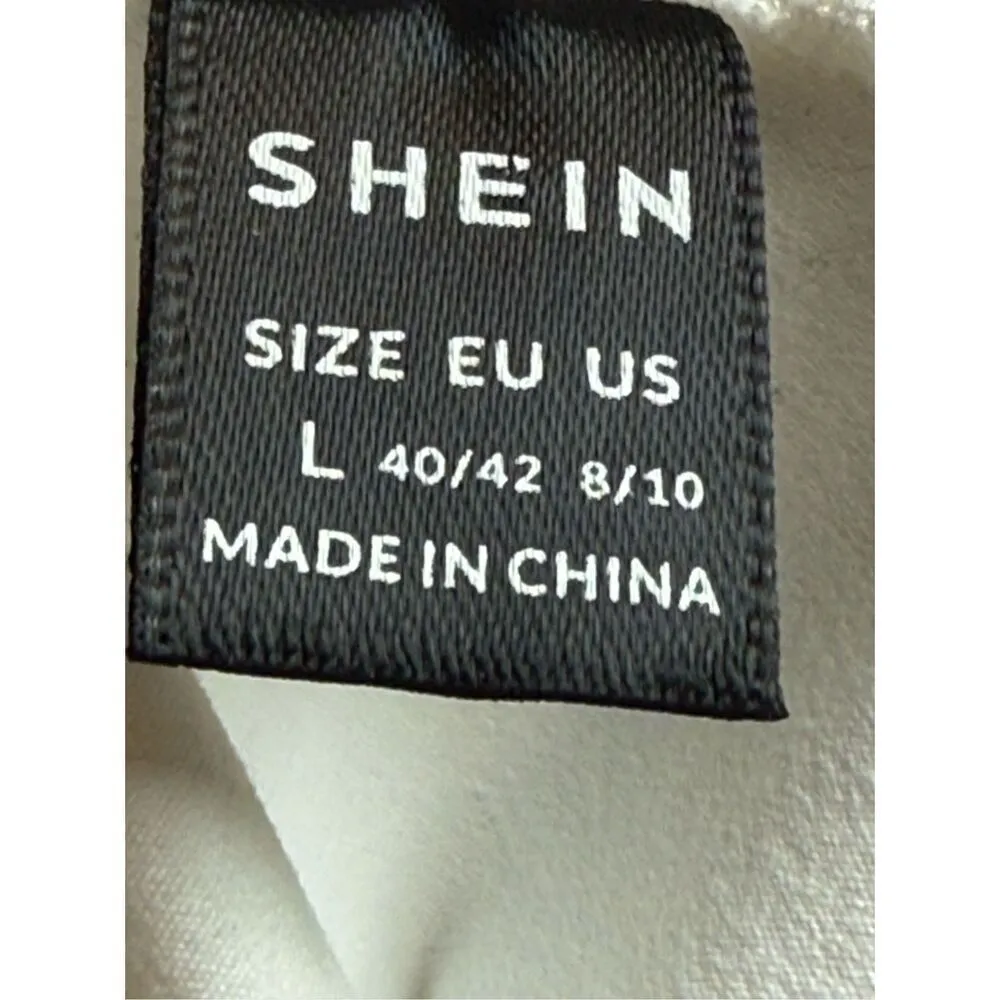 SHEIN
SIZE EU US
L 40/42 8/10
MADE IN CHINA